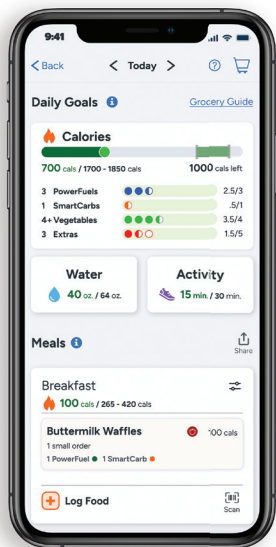 9:41
Back
Today
?
Daily Goals i
Grocery Guide
Calories
700 cals / 1700 - 1850 cals 1000 cals left
3 PowerFuels 2.5/3
1 SmartCarbs .5/1
4+ Vegetables 3.5/4
3 Extras 1.5/5
Water Activity
40 oz. / 64 oz. 15 min. / 30 min.
Meals i
Share
Breakfast
100 cals / 265 - 420 cals
Buttermilk Waffles 100 cals
1 small order
1 PowerFuel 1 SmartCarb
Log Food
Scan